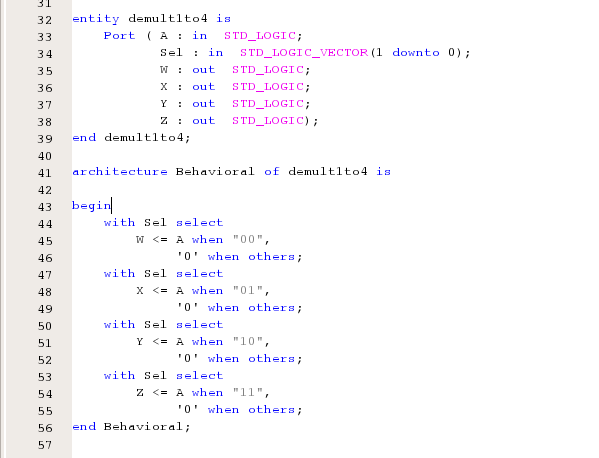 31
32 entity demult1to4 is
33     Port ( A : in  STD_LOGIC;
34            Sel : in  STD_LOGIC_VECTOR(1 downto 0);
35            W : out  STD_LOGIC;
36            X : out  STD_LOGIC;
37            Y : out  STD_LOGIC;
38            Z : out  STD_LOGIC);
39 end demult1to4;
40
41 architecture Behavioral of demult1to4 is
42
43 begin
44     with Sel select
45         W <= A when "00",
46              '0' when others;
47     with Sel select
48         X <= A when "01",
49              '0' when others;
50     with Sel select
51         Y <= A when "10",
52              '0' when others;
53     with Sel select
54         Z <= A when "11",
55              '0' when others;
56 end Behavioral;
57